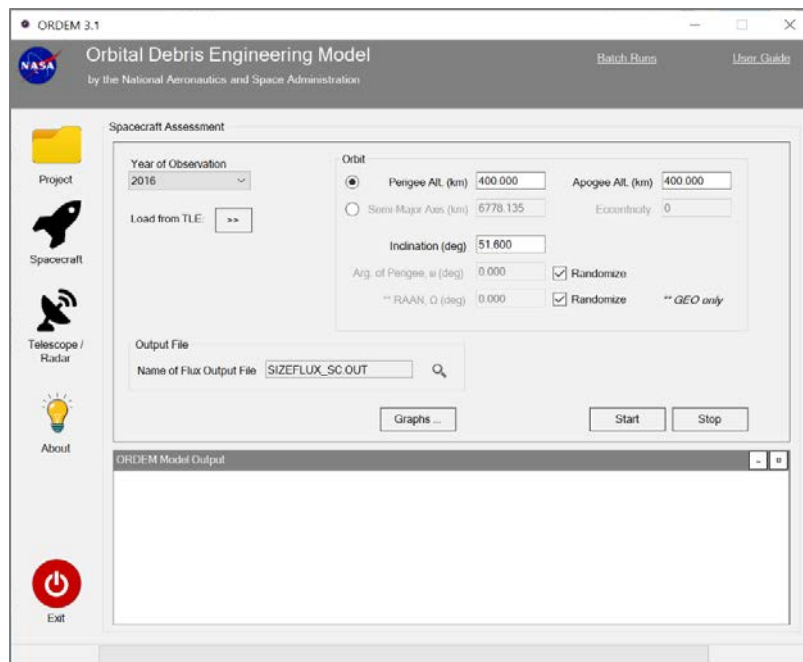 ORDEM 3.1
NASA
Orbital Debris Engineering Model
by the National Aeronautics and Space Administration
Batch Runs
User Guide
Project
Spacecraft
Telescope /
Radar
About
Exit
Spacecraft Assessment
Year of Observation
2016
Load from TLE:
>>
Orbit
Perigee Alt. (km) 400.000 Apogee Alt. (km) 400.000
Semi-Major Axis (km) 6778.135 Eccentricity 0
Inclination (deg) 51.600
Arg. of Perigee, ω (deg) 0.000 Randomize
** RAAN, Ω (deg) 0.000 Randomize ** GEO only
Output File
Name of Flux Output File SIZEFLUX_SC.OUT
Graphs ... Start Stop
ORDEM Model Output